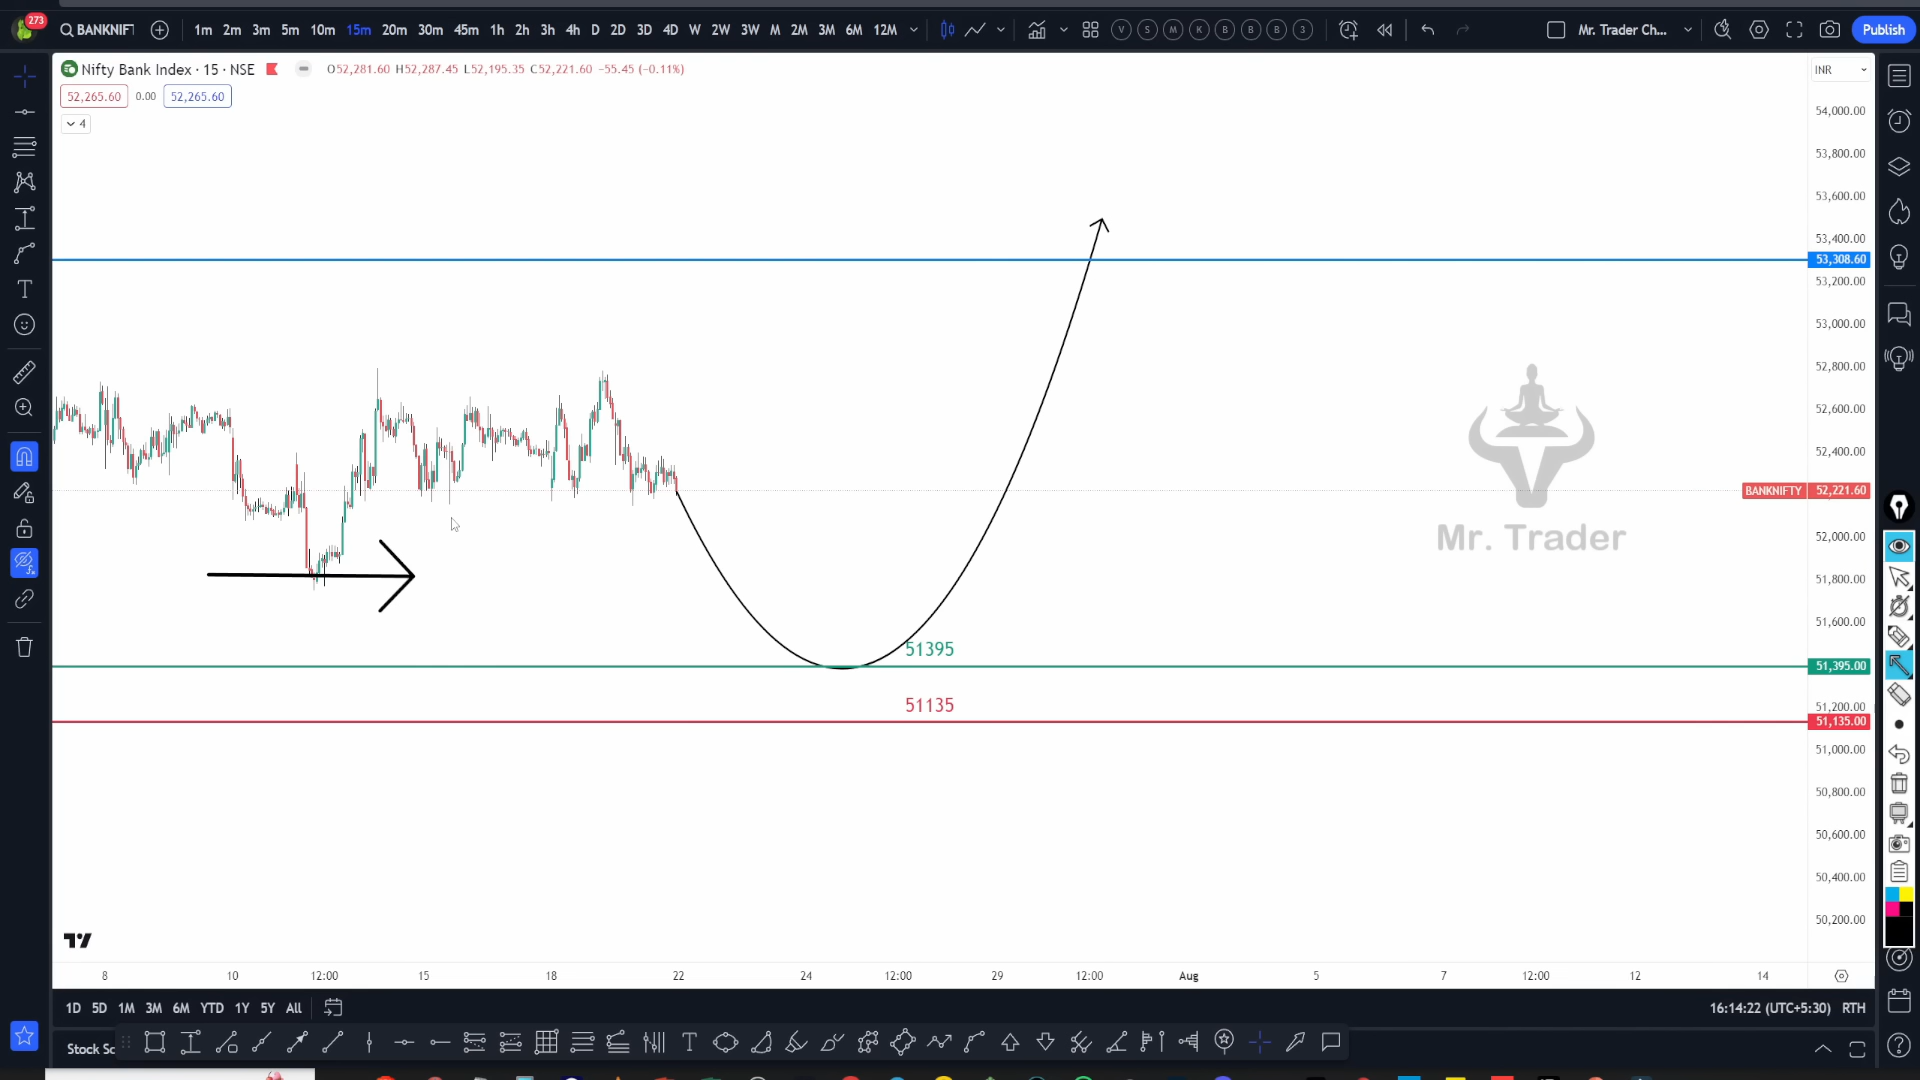 273
BANKNIFT
1m 2m 3m 5m 10m 15m 20m 30m 45m 1h 2h 3h 4h D 2D 3D 4D W 2W 3W M 2M 3M 6M 12M
V S M K B B B 3
Mr. Trader Ch...
Publish
Nifty Bank Index · 15 · NSE
O52,281.60 H52,287.45 L52,195.35 C52,221.60 −55.45 (−0.11%)
INR
52,265.60 0.00 52,265.60
4
54,000.00
53,800.00
53,600.00
53,400.00
53,308.60
53,200.00
53,000.00
52,800.00
52,600.00
52,400.00
BANKNIFTY 52,221.60
Mr. Trader
52,000.00
51,800.00
51,600.00
51395
51,395.00
51135
51,200.00
51,135.00
51,000.00
50,800.00
50,600.00
50,400.00
50,200.00
8 10 12:00 15 18 22 24 12:00 29 12:00 Aug 5 7 12:00 12 14
1D 5D 1M 3M 6M YTD 1Y 5Y All
16:14:22 (UTC+5:30) RTH
Stock Sc